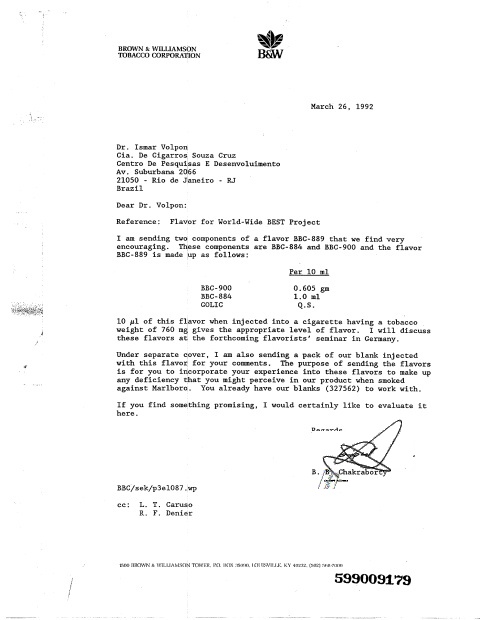 BROWN & WILLIAMSON
TOBACCO CORPORATION
B&W
March 26, 1992
Dr. Ismar Volpon
Cia. De Cigarros Souza Cruz
Centro De Pesquisas E Desenvoluimento
Av. Suburbana 2066
21050 - Rio de Janeiro - RJ
Brazil
Dear Dr. Volpon:
Reference: Flavor for World-Wide BEST Project
I am sending two components of a flavor BBC-889 that we find very
encouraging. These components are BBC-884 and BBC-900 and the flavor
BBC-889 is made up as follows:
Per 10 ml
BBC-900 0.605 gm
BBC-884 1.0 ml
GOLIC Q.S.
10 µl of this flavor when injected into a cigarette having a tobacco
weight of 760 mg gives the appropriate level of flavor. I will discuss
these flavors at the forthcoming flavorists' seminar in Germany.
Under separate cover, I am also sending a pack of our blank injected
with this flavor for your comments. The purpose of sending the flavors
is for you to incorporate your experience into these flavors to make up
any deficiency that you might perceive in our product when smoked
against Marlboro. You already have our blanks (327562) to work with.
If you find something promising, I would certainly like to evaluate it
here.
Regards
B. B. Chakraborty
BBC/sek/p3e1087.wp
cc: L. T. Caruso
R. F. Denier
1500 BROWN & WILLIAMSON TOWER, P.O. BOX 35090, LOUISVILLE, KY 40232, (502) 568-7000
599009179